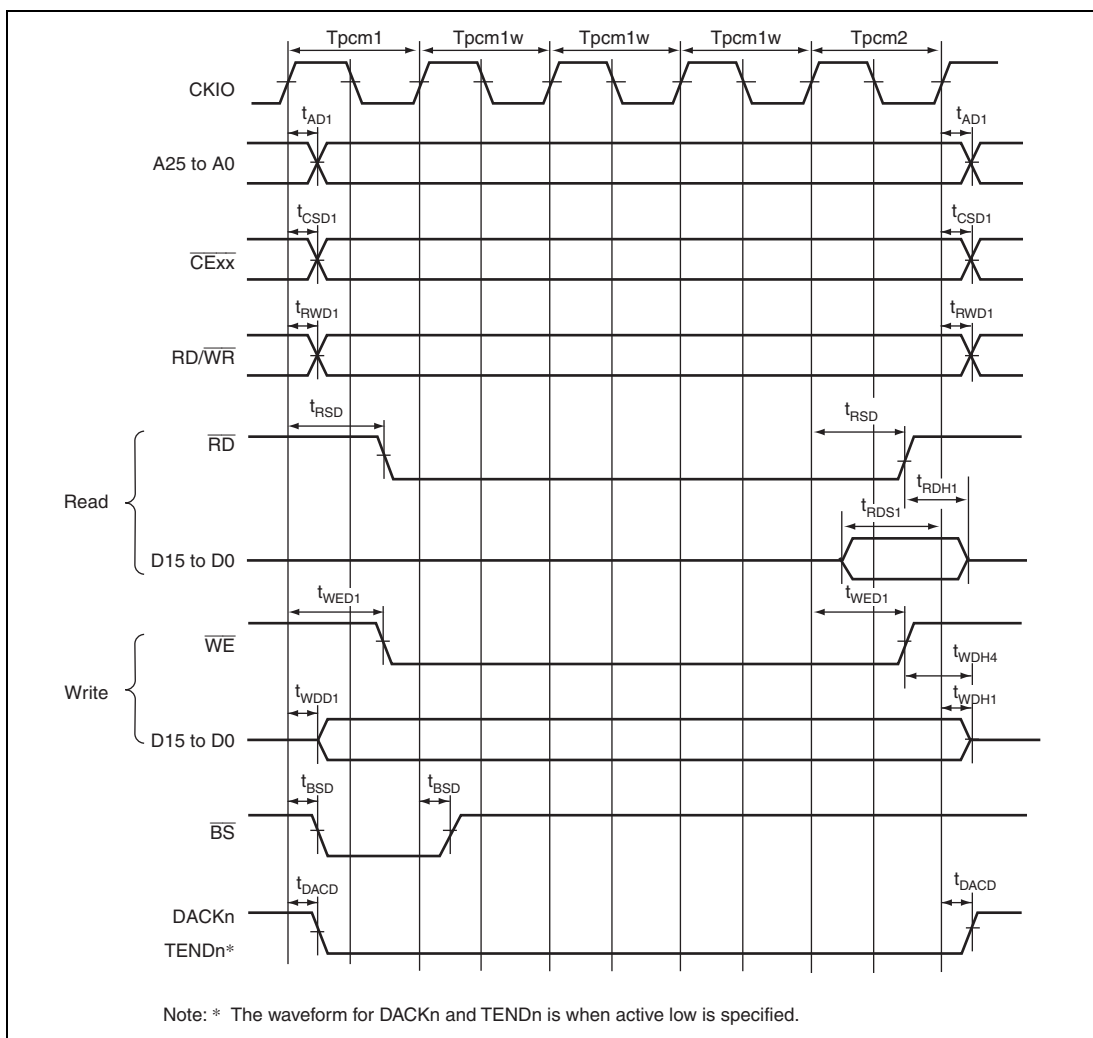 Tpcm1 Tpcm1w Tpcm1w Tpcm1w Tpcm2
CKIO
tAD1 tAD1
A25 to A0
tCSD1 tCSD1
CExx
tRWD1 tRWD1
RD/WR
tRSD tRSD
RD
tRDH1
Read
tRDS1
D15 to D0
tWED1 tWED1
WE
tWDH4
Write
tWDD1 tWDH1
D15 to D0
tBSD tBSD
BS
tDACD tDACD
DACKn
TENDn*
Note: * The waveform for DACKn and TENDn is when active low is specified.